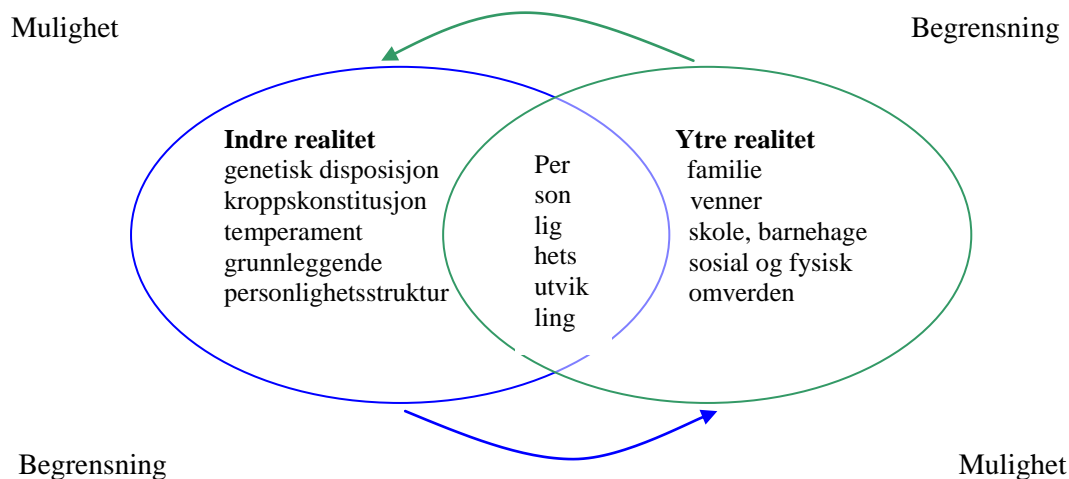 Mulighet
Begrensning
Indre realitet
genetisk disposisjon
kroppskonstitusjon
temperament
grunnleggende
personlighetsstruktur
Per
son
lig
hets
utvik
ling
Ytre realitet
familie
venner
skole, barnehage
sosial og fysisk
omverden
Begrensning
Mulighet